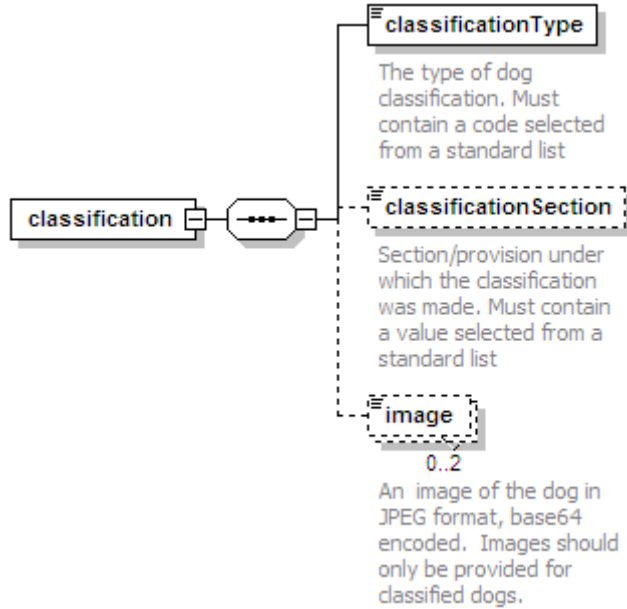 classificationType
The type of dog
classification. Must
contain a code selected
from a standard list
classification
classificationSection
Section/provision under
which the classification
was made. Must contain
a value selected from a
standard list
image
0..2
An image of the dog in
JPEG format, base64
encoded. Images should
only be provided for
classified dogs.